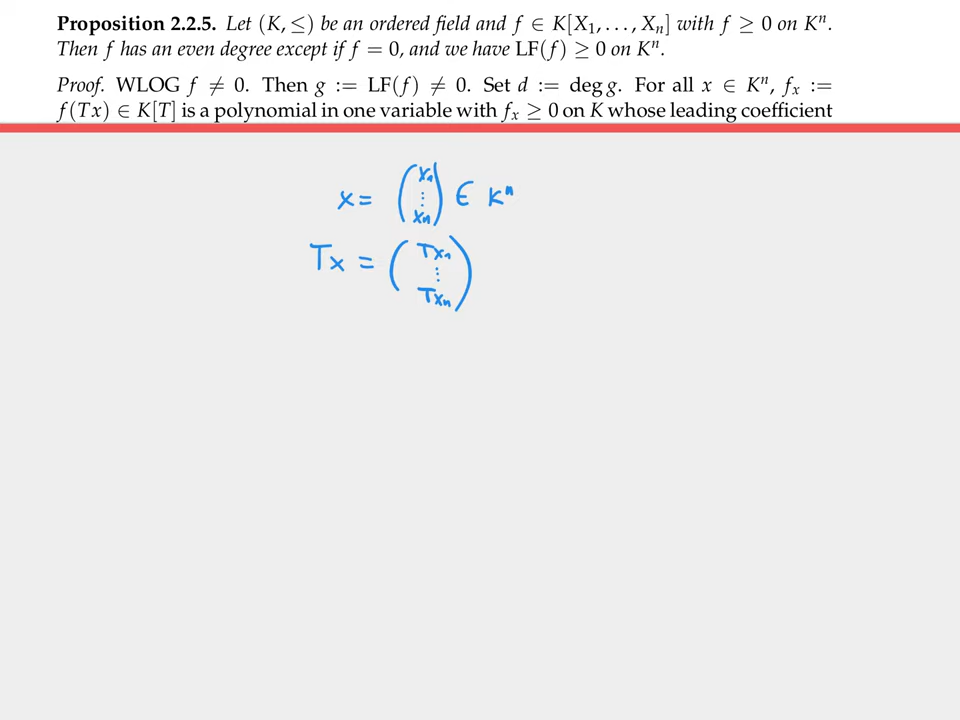 Proposition 2.2.5. Let (K, ≤) be an ordered field and f ∈ K[X₁, . . . , Xₙ] with f ≥ 0 on Kⁿ.
Then f has an even degree except if f = 0, and we have LF(f) ≥ 0 on Kⁿ.
Proof. WLOG f ≠ 0. Then g := LF(f) ≠ 0. Set d := deg g. For all x ∈ Kⁿ, fₓ :=
f(Tx) ∈ K[T] is a polynomial in one variable with fₓ ≥ 0 on K whose leading coefficient
x = (x₁ ⋮ xₙ) ∈ Kⁿ
Tx = (Tx₁ ⋮ Txₙ)